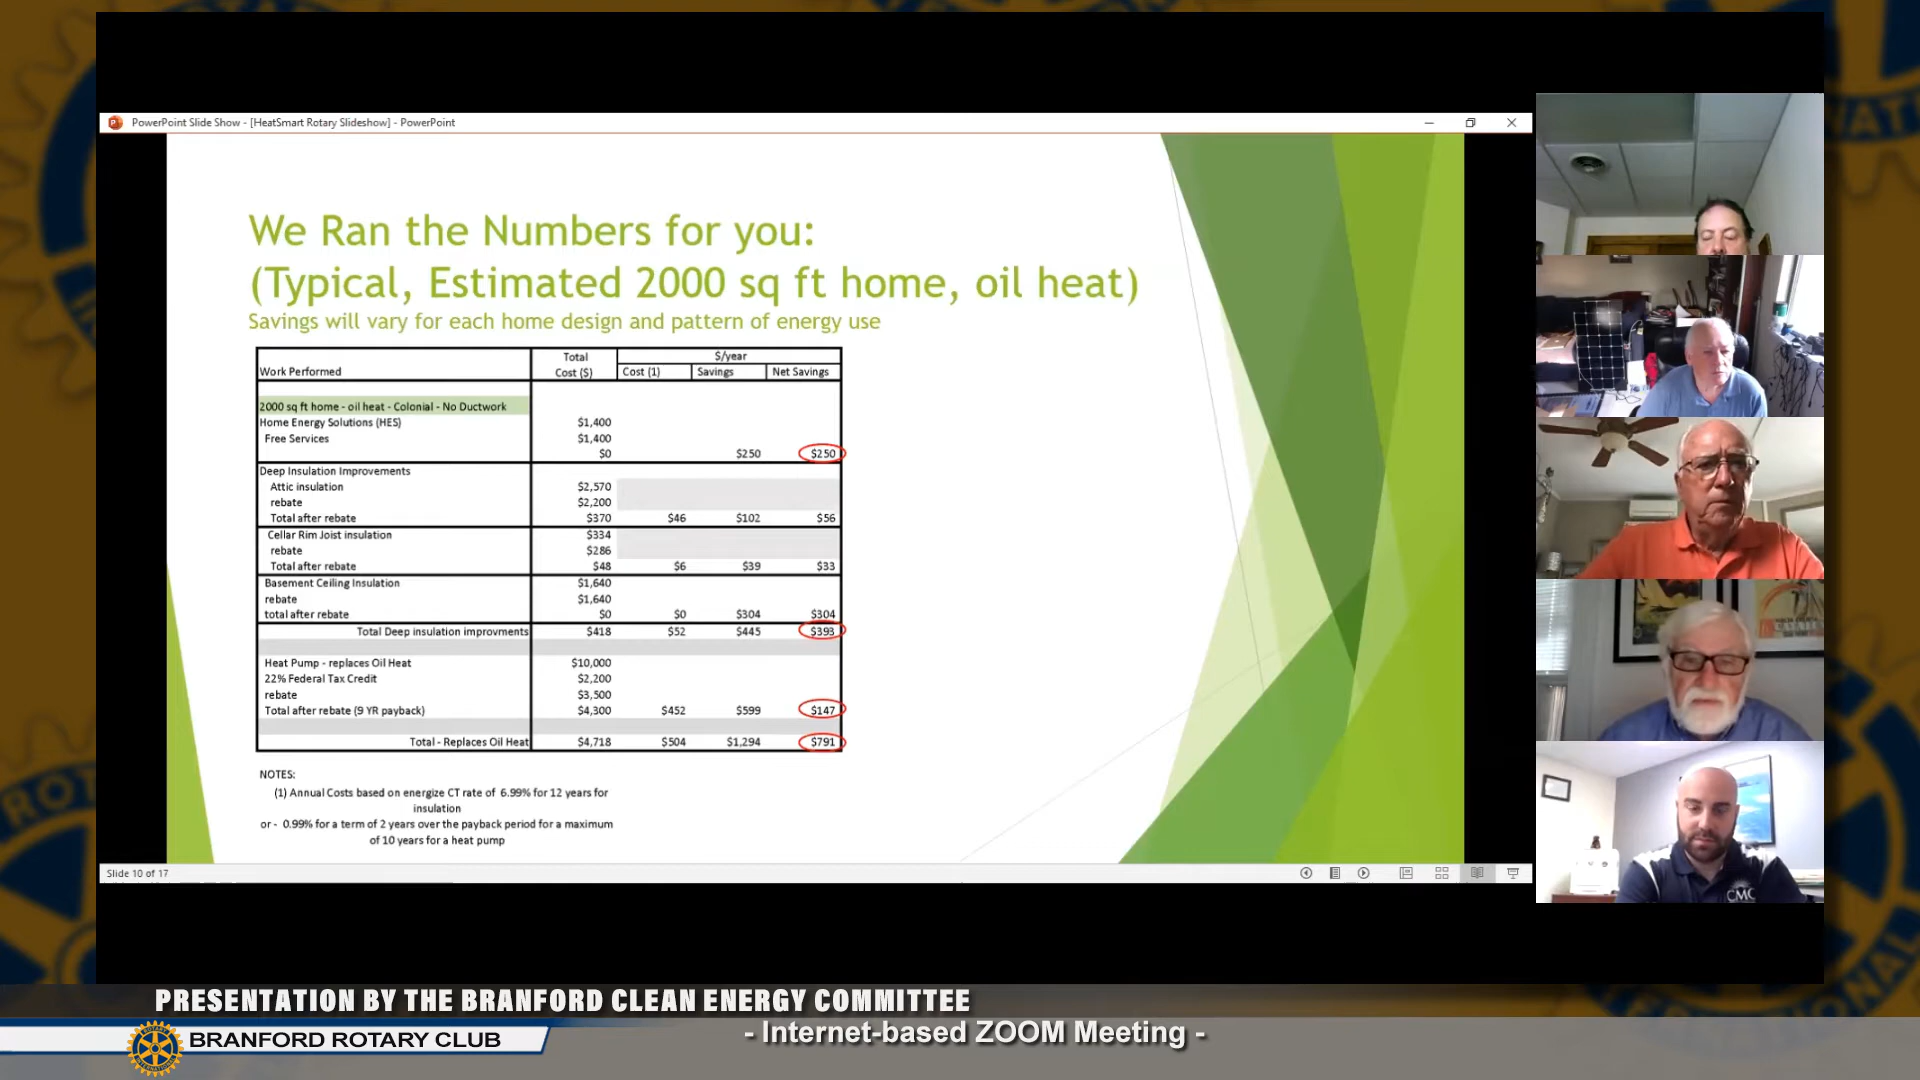 PowerPoint Slide Show - [HeatSmart Rotary Slideshow] - PowerPoint
We Ran the Numbers for you:
(Typical, Estimated 2000 sq ft home, oil heat)
Savings will vary for each home design and pattern of energy use
Total $/year
Work Performed Cost ($) Cost (1) Savings Net Savings
2000 sq ft home - oil heat - Colonial - No Ductwork
Home Energy Solutions (HES) $1,400
Free Services $1,400
$0 $250 $250
Deep Insulation Improvements
Attic insulation $2,570
rebate $2,200
Total after rebate $370 $46 $102 $56
Cellar Rim Joist insulation $334
rebate $286
Total after rebate $48 $6 $39 $33
Basement Ceiling Insulation $1,640
rebate $1,640
total after rebate $0 $0 $304 $304
Total Deep insulation improvments $418 $52 $445 $393
Heat Pump - replaces Oil Heat $10,000
22% Federal Tax Credit $2,200
rebate $3,500
Total after rebate (9 YR payback) $4,300 $452 $599 $147
Total - Replaces Oil Heat $4,718 $504 $1,294 $791
NOTES:
(1) Annual Costs based on energize CT rate of 6.99% for 12 years for
insulation
or - 0.99% for a term of 2 years over the payback period for a maximum
of 10 years for a heat pump
Slide 10 of 17
CMC
PRESENTATION BY THE BRANFORD CLEAN ENERGY COMMITTEE
BRANFORD ROTARY CLUB
- Internet-based ZOOM Meeting -